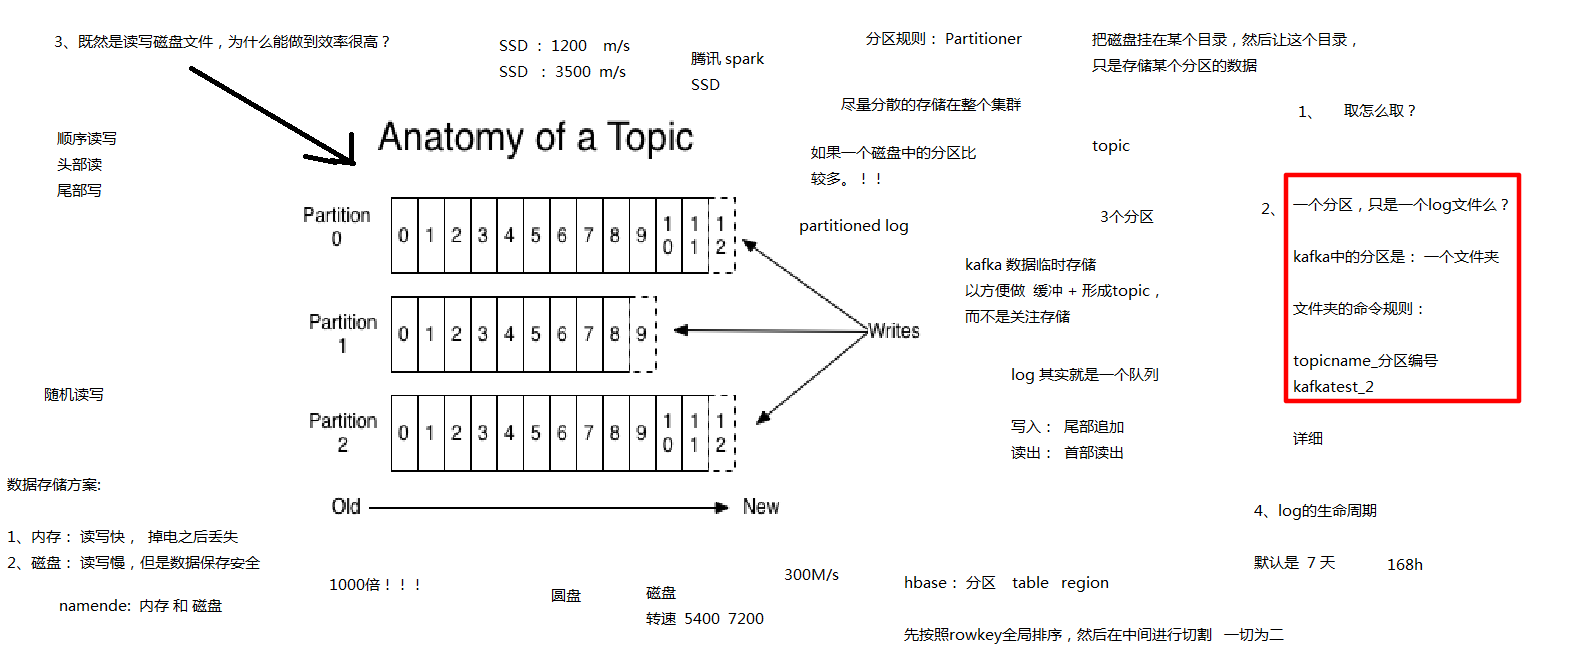 3、既然是读写磁盘文件，为什么能做到效率很高？
SSD ：1200 m/s
SSD ：3500 m/s
腾讯 spark
SSD
分区规则： Partitioner
把磁盘挂在某个目录，然后让这个目录，
只是存储某个分区的数据
尽量分散的存储在整个集群
1、 取怎么取？
顺序读写
头部读
尾部写
Anatomy of a Topic
如果一个磁盘中的分区比
较多。！！
topic
Partition
0
0 1 2 3 4 5 6 7 8 9 10 11 12
partitioned log
3个分区
2、
一个分区，只是一个log文件么？
kafka中的分区是： 一个文件夹
文件夹的命令规则：
topicname_分区编号
kafkatest_2
详细
kafka 数据临时存储
以方便做 缓冲 + 形成topic，
而不是关注存储
Partition
1
0 1 2 3 4 5 6 7 8 9
Writes
log 其实就是一个队列
写入： 尾部追加
读出： 首部读出
随机读写
Partition
2
0 1 2 3 4 5 6 7 8 9 10 11 12
Old
New
数据存储方案:
1、内存： 读写快， 掉电之后丢失
2、磁盘： 读写慢，但是数据保存安全
namende: 内存 和 磁盘
4、log的生命周期
默认是 7 天
168h
1000倍！！！
圆盘
磁盘
转速 5400 7200
300M/s
hbase： 分区 table region
先按照rowkey全局排序，然后在中间进行切割 一切为二